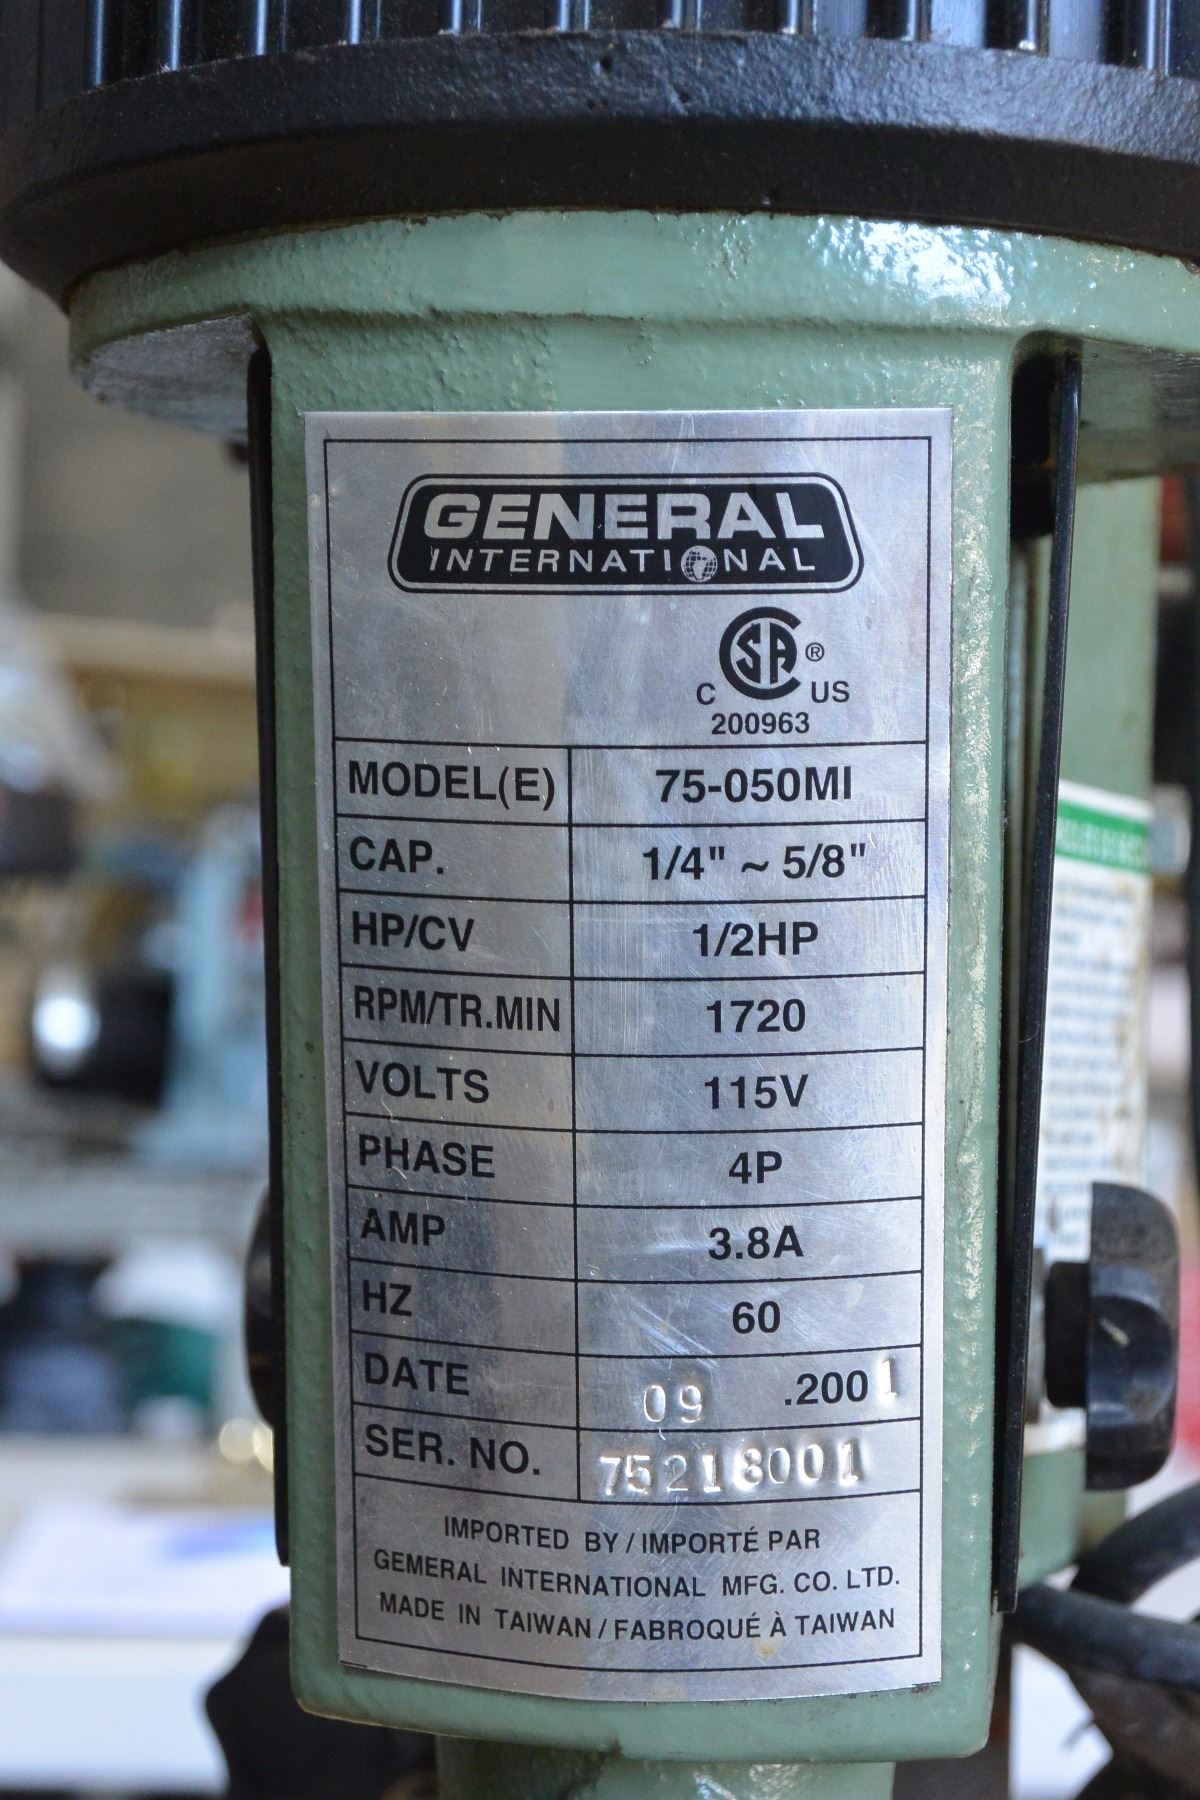 GENERAL
INTERNATIONAL
CSA ®
C US
200963
MODEL(E) 75-050MI
CAP. 1/4" ~ 5/8"
HP/CV 1/2HP
RPM/TR.MIN 1720
VOLTS 115V
PHASE 4P
AMP 3.8A
HZ 60
DATE 09 .2001
SER. NO. 75218001
IMPORTED BY / IMPORTÉ PAR
GEMERAL INTERNATIONAL MFG. CO. LTD.
MADE IN TAIWAN / FABROQUÉ À TAIWAN